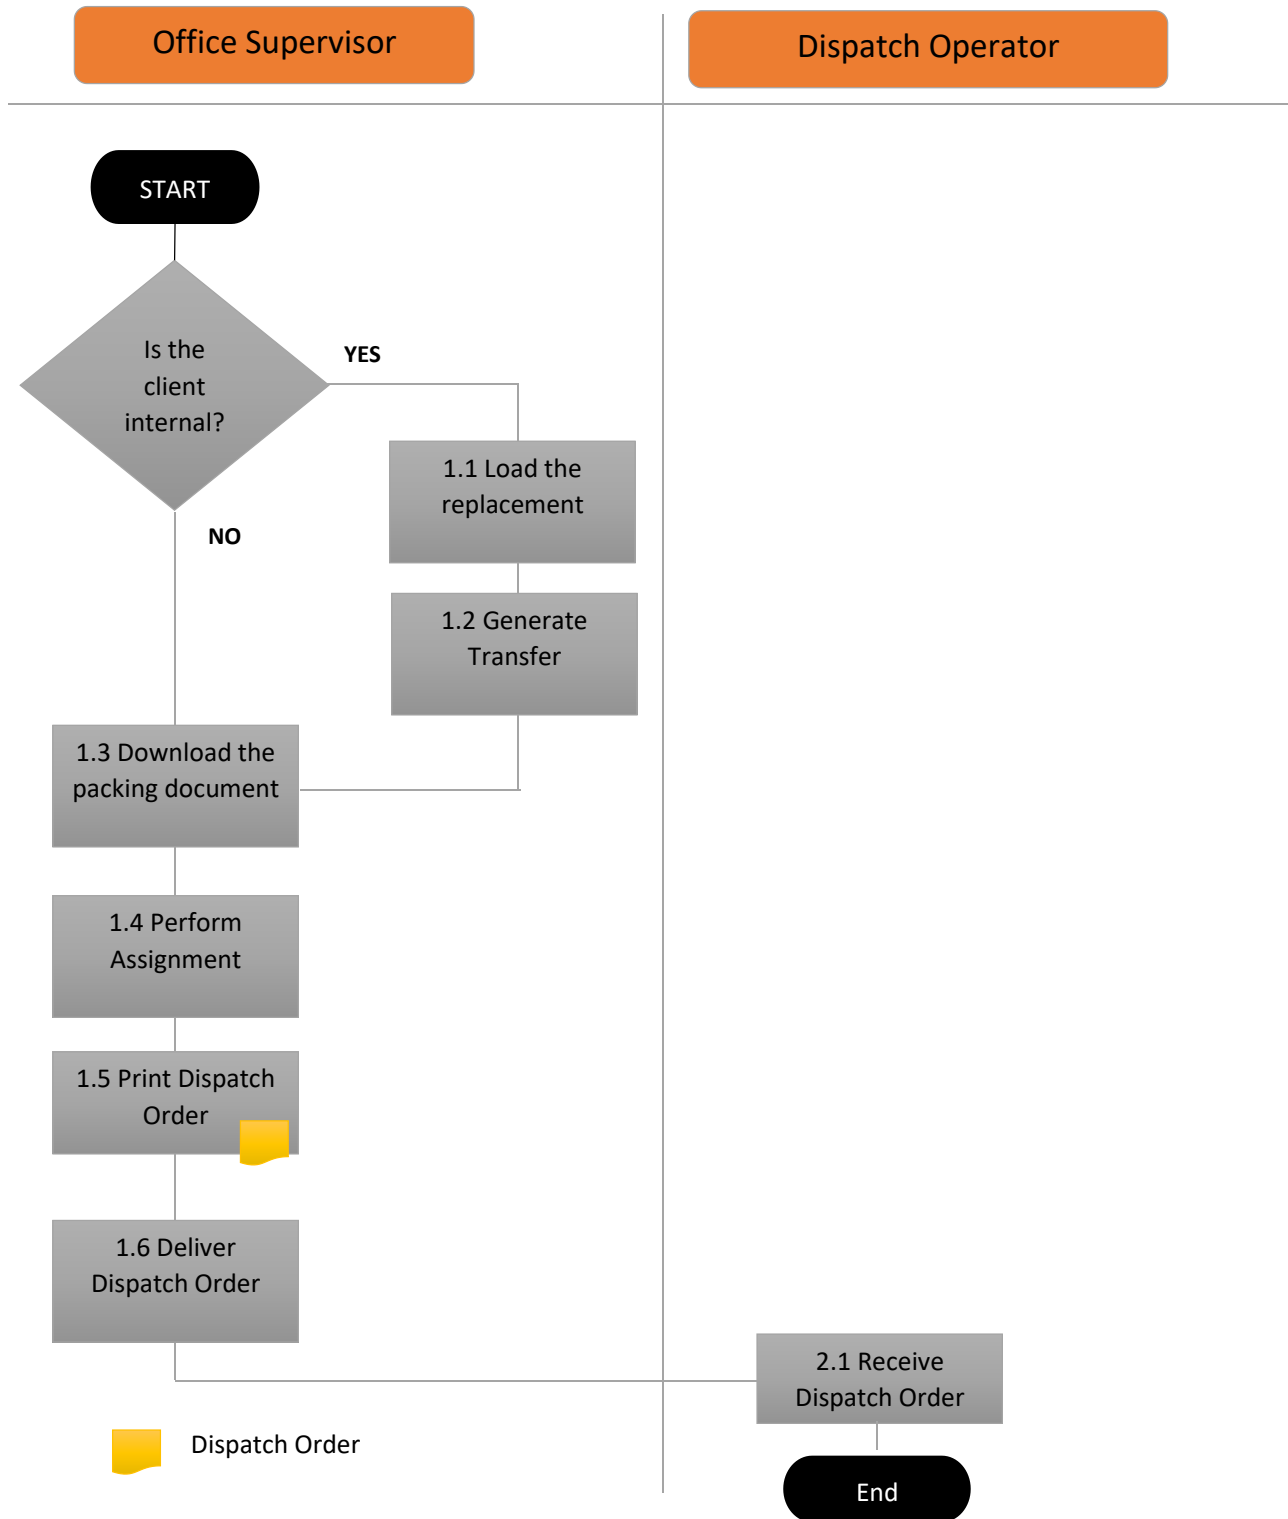 Office Supervisor
Dispatch Operator
START
Is the
client
internal?
YES
NO
1.1 Load the
replacement
1.2 Generate
Transfer
1.3 Download the
packing document
1.4 Perform
Assignment
1.5 Print Dispatch
Order
1.6 Deliver
Dispatch Order
2.1 Receive
Dispatch Order
Dispatch Order
End